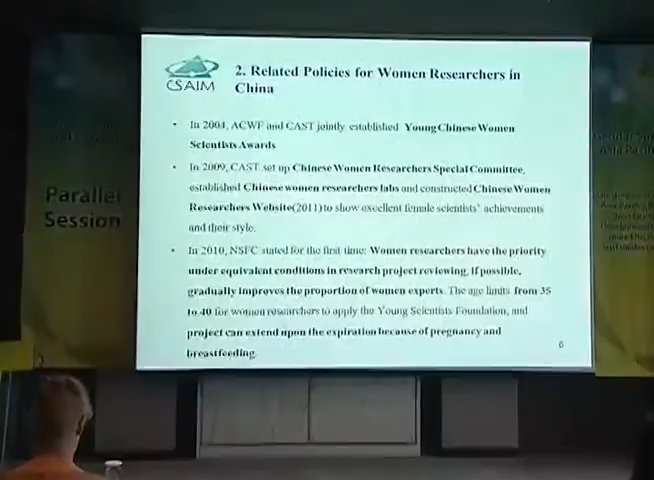 CSAIM
2. Related Policies for Women Researchers in
China
• In 2004, ACWF and CAST jointly established Young Chinese Women
Scientists Awards
• In 2009, CAST set up Chinese Women Researchers Special Committee,
established Chinese women researchers labs and constructed Chinese Women
Researchers Website(2011) to show excellent female scientists' achievements
and their style.
• In 2010, NSFC stated for the first time: Women researchers have the priority
under equivalent conditions in research project reviewing, if possible,
gradually improves the proportion of women experts. The age limits from 35
to 40 for women researchers to apply the Young Scientists Foundation, and
project can extend upon the expiration because of pregnancy and
breastfeeding.
6
Parallel
Session